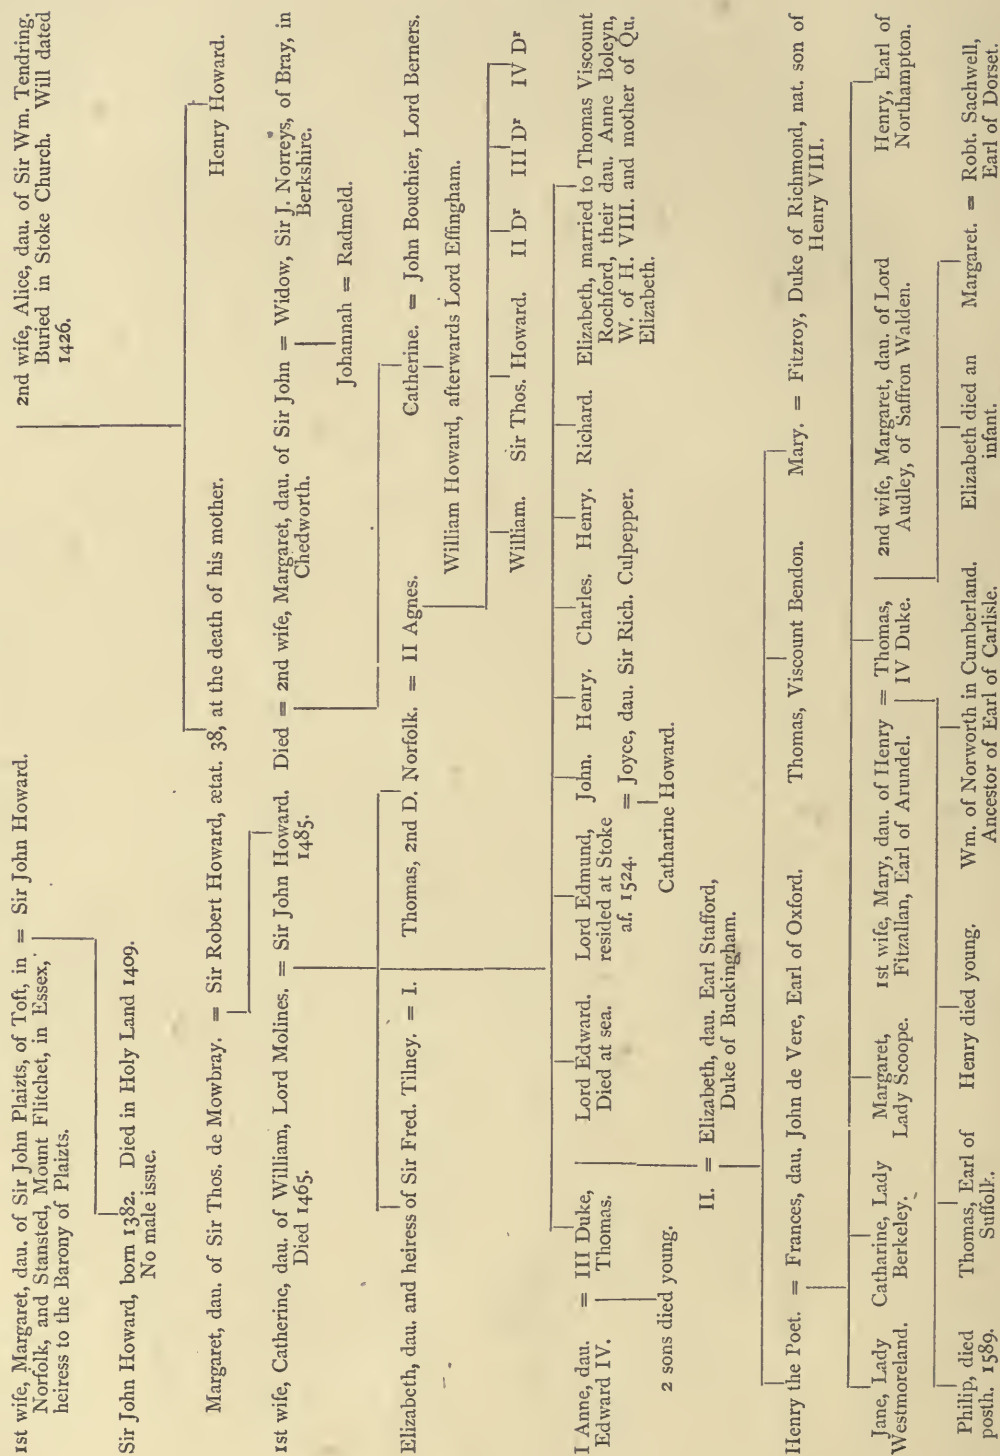 1st wife, Margaret, dau. of Sir John Plaizts, of Toft, in = Sir John Howard.
Norfolk, and Stansted, Mount Flitchet, in Essex,
heiress to the Barony of Plaizts.
2nd wife, Alice, dau. of Sir Wm. Tendring.
Buried in Stoke Church. Will dated
1426.
Sir John Howard, born 1382. Died in Holy Land 1409.
No male issue.
Henry Howard.
Margaret, dau. of Sir Thos. de Mowbray. = Sir Robert Howard, ætat. 38, at the death of his mother.
1st wife, Catherine, dau. of William, Lord Molines. = Sir John Howard. Died = 2nd wife, Margaret, dau. of Sir John = Widow, Sir J. Norreys, of Bray, in
Died 1465. 1485. Chedworth. Berkshire.
Johannah = Radmeld.
Elizabeth, dau. and heiress of Sir Fred. Tilney. = I. Thomas, 2nd D. Norfolk. = II Agnes. Catherine. = John Bouchier, Lord Berners.
William Howard, afterwards Lord Effingham.
William. Sir Thos. Howard. II Dr III Dr IV Dr
I Anne, dau. = III Duke, Lord Edward. Lord Edmund, John. Henry. Charles. Henry. Richard. Elizabeth, married to Thomas Viscount
Edward IV. Thomas. Died at sea. resided at Stoke = Joyce, dau. Sir Rich. Culpepper. Rochford, their dau. Anne Boleyn,
af. 1524. W. of H. VIII. and mother of Qu.
Elizabeth.
Catharine Howard.
2 sons died young.
II. = Elizabeth, dau. Earl Stafford,
Duke of Buckingham.
Henry the Poet. = Frances, dau. John de Vere, Earl of Oxford. Thomas, Viscount Bendon. Mary. = Fitzroy, Duke of Richmond, nat. son of
Henry VIII.
Jane, Lady Catharine, Lady Margaret, 1st wife, Mary, dau. of Henry = Thomas, 2nd wife, Margaret, dau. of Lord Henry, Earl of
Westmoreland. Berkeley. Lady Scoope. Fitzallan, Earl of Arundel. IV Duke. Audley, of Saffron Walden. Northampton.
Philip, died Thomas, Earl of Henry died young. Wm. of Norworth in Cumberland. Elizabeth died an Margaret. = Robt. Sachwell,
posth. 1589. Suffolk. Ancestor of Earl of Carlisle. infant. Earl of Dorset.